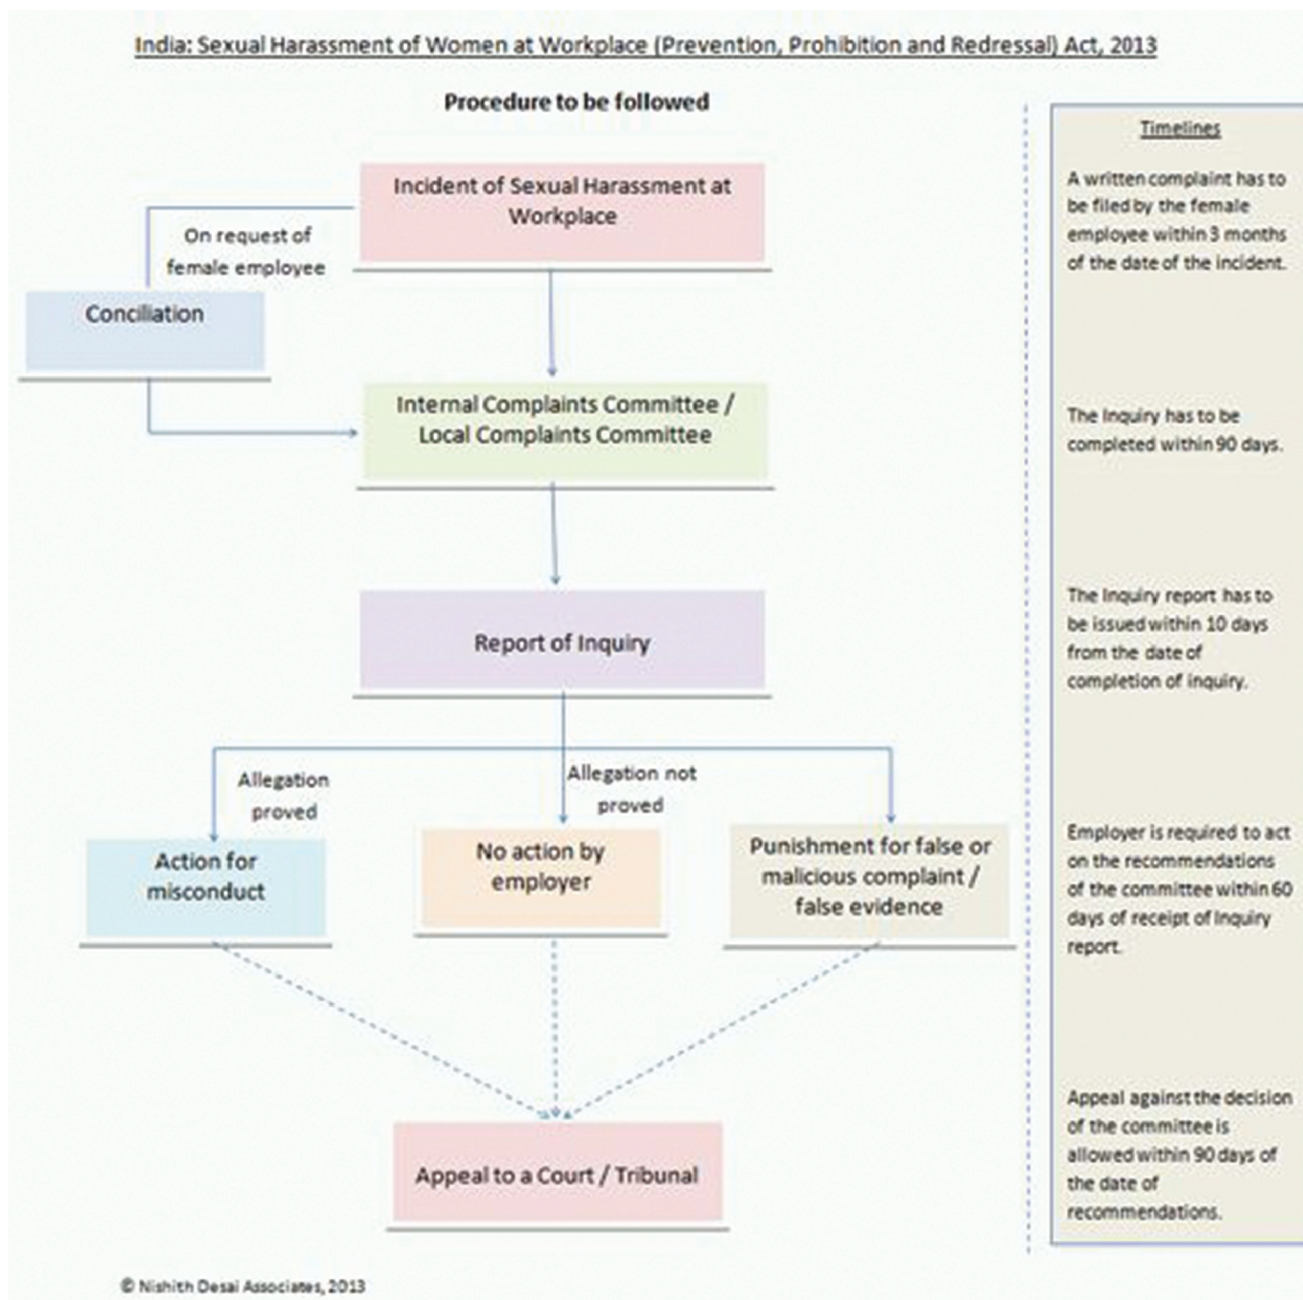 India: Sexual Harassment of Women at Workplace (Prevention, Prohibition and Redressal) Act, 2013
Procedure to be followed
Incident of Sexual Harassment at
Workplace
On request of
female employee
Conciliation
Internal Complaints Committee /
Local Complaints Committee
Report of Inquiry
Allegation
proved
Allegation not
proved
Action for
misconduct
No action by
employer
Punishment for false or
malicious complaint /
false evidence
Appeal to a Court / Tribunal
Timelines
A written complaint has to
be filed by the female
employee within 3 months
of the date of the incident.
The Inquiry has to be
completed within 90 days.
The Inquiry report has to
be issued within 10 days
from the date of
completion of inquiry.
Employer is required to act
on the recommendations
of the committee within 60
days of receipt of Inquiry
report.
Appeal against the decision
of the committee is
allowed within 90 days of
the date of
recommendations.
© Nishith Desai Associates, 2013